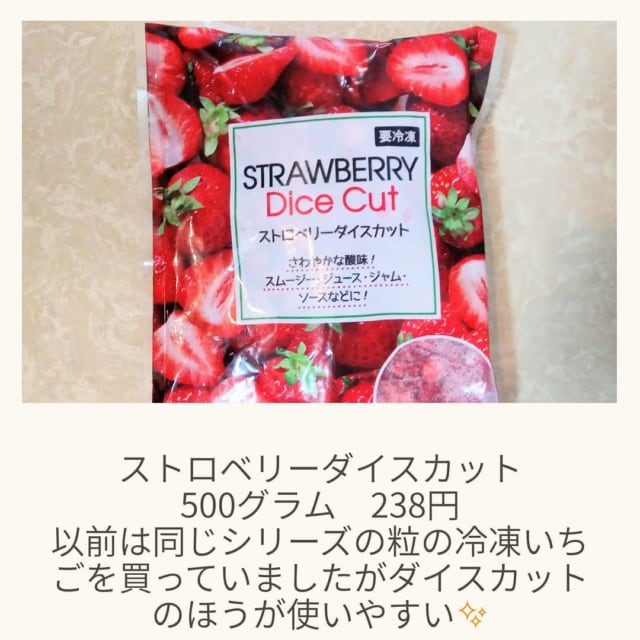 要冷凍
STRAWBERRY
Dice Cut
ストロベリーダイスカット
さわやかな酸味!
スムージー・ジュース・ジャム・
ソースなどに!
ストロベリーダイスカット
500グラム　238円
以前は同じシリーズの粒の冷凍いち
ごを買っていましたがダイスカット
のほうが使いやすい✨